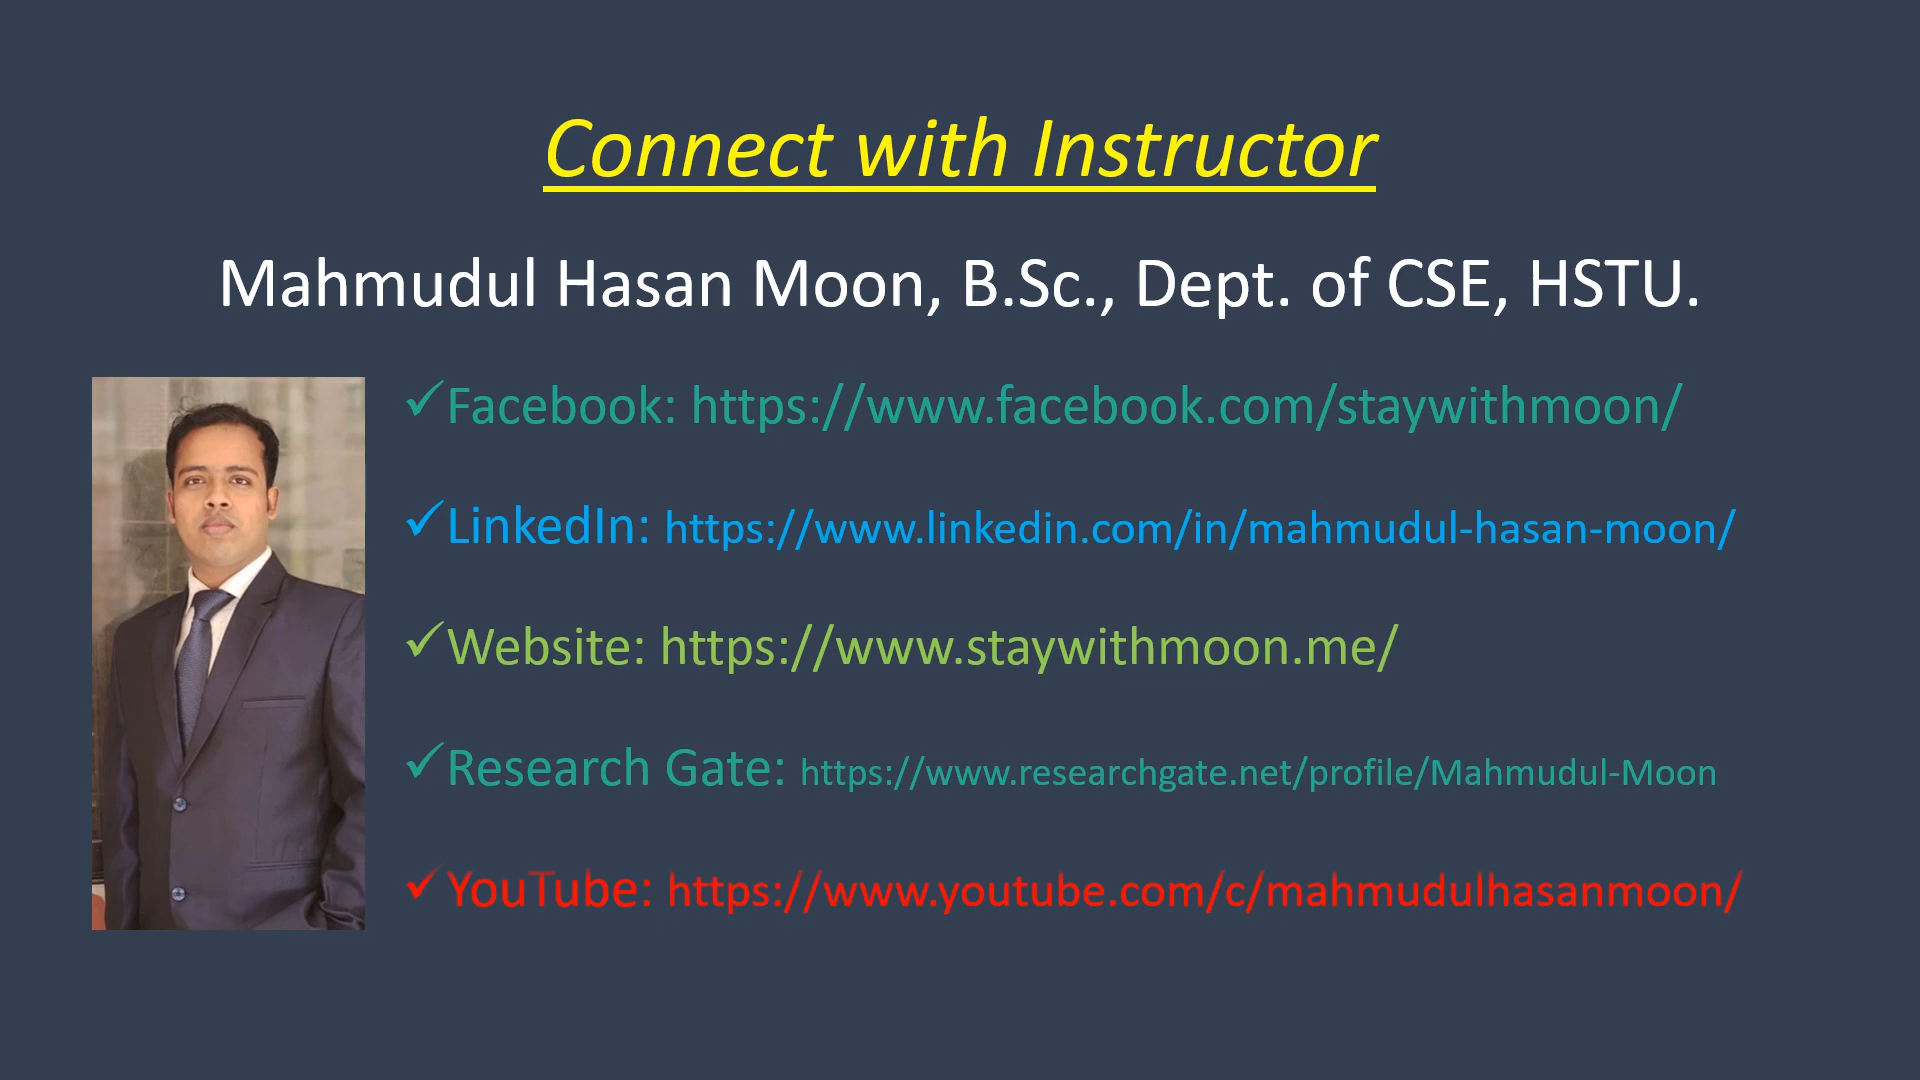 Connect with Instructor
Mahmudul Hasan Moon, B.Sc., Dept. of CSE, HSTU.
✓Facebook: https://www.facebook.com/staywithmoon/
✓LinkedIn: https://www.linkedin.com/in/mahmudul-hasan-moon/
✓Website: https://www.staywithmoon.me/
✓Research Gate: https://www.researchgate.net/profile/Mahmudul-Moon
✓YouTube: https://www.youtube.com/c/mahmudulhasanmoon/